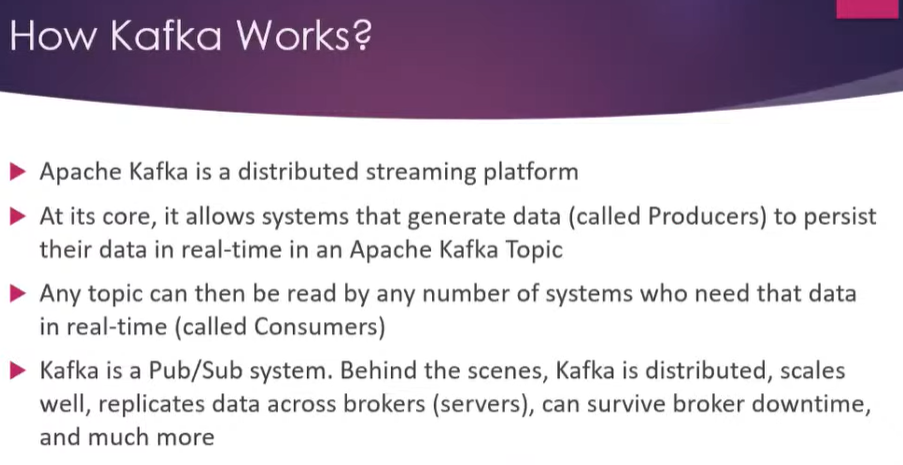 How Kafka Works?
Apache Kafka is a distributed streaming platform
At its core, it allows systems that generate data (called Producers) to persist
their data in real-time in an Apache Kafka Topic
Any topic can then be read by any number of systems who need that data
in real-time (called Consumers)
Kafka is a Pub/Sub system. Behind the scenes, Kafka is distributed, scales
well, replicates data across brokers (servers), can survive broker downtime,
and much more